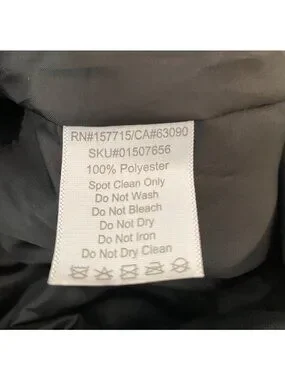 RN#157715/CA#63090
SKU#01507656
100% Polyester
Spot Clean Only
Do Not Wash
Do Not Bleach
Do Not Dry
Do Not Iron
Do Not Dry Clean